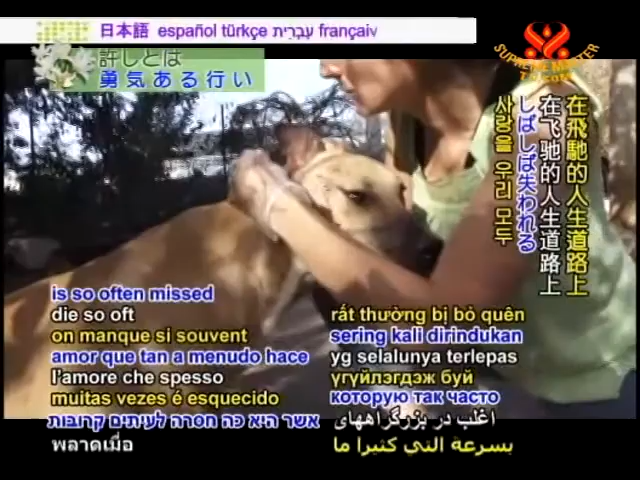 日本語 español türkçe עִבְרִית françai
SUPREME MASTER
TV.com
許しとは
勇気ある行い
在飛馳的人生道路上
在飞驰的人生道路上
しばしば失われる
사랑을 우리 모두
is so often missed
die so oft
on manque si souvent
amor que tan a menudo hace
l'amore che spesso
muitas vezes é esquecido
אשר היא כה חסרה לעיתים קרובות
พลาดเมื่อ
rất thường bị bỏ quên
sering kali dirindukan
yg selalunya terlepas
үгүйлэгдэж буй
которую так часто
اغلب در بزرگراههای
بسرعة التي كثيرا ما